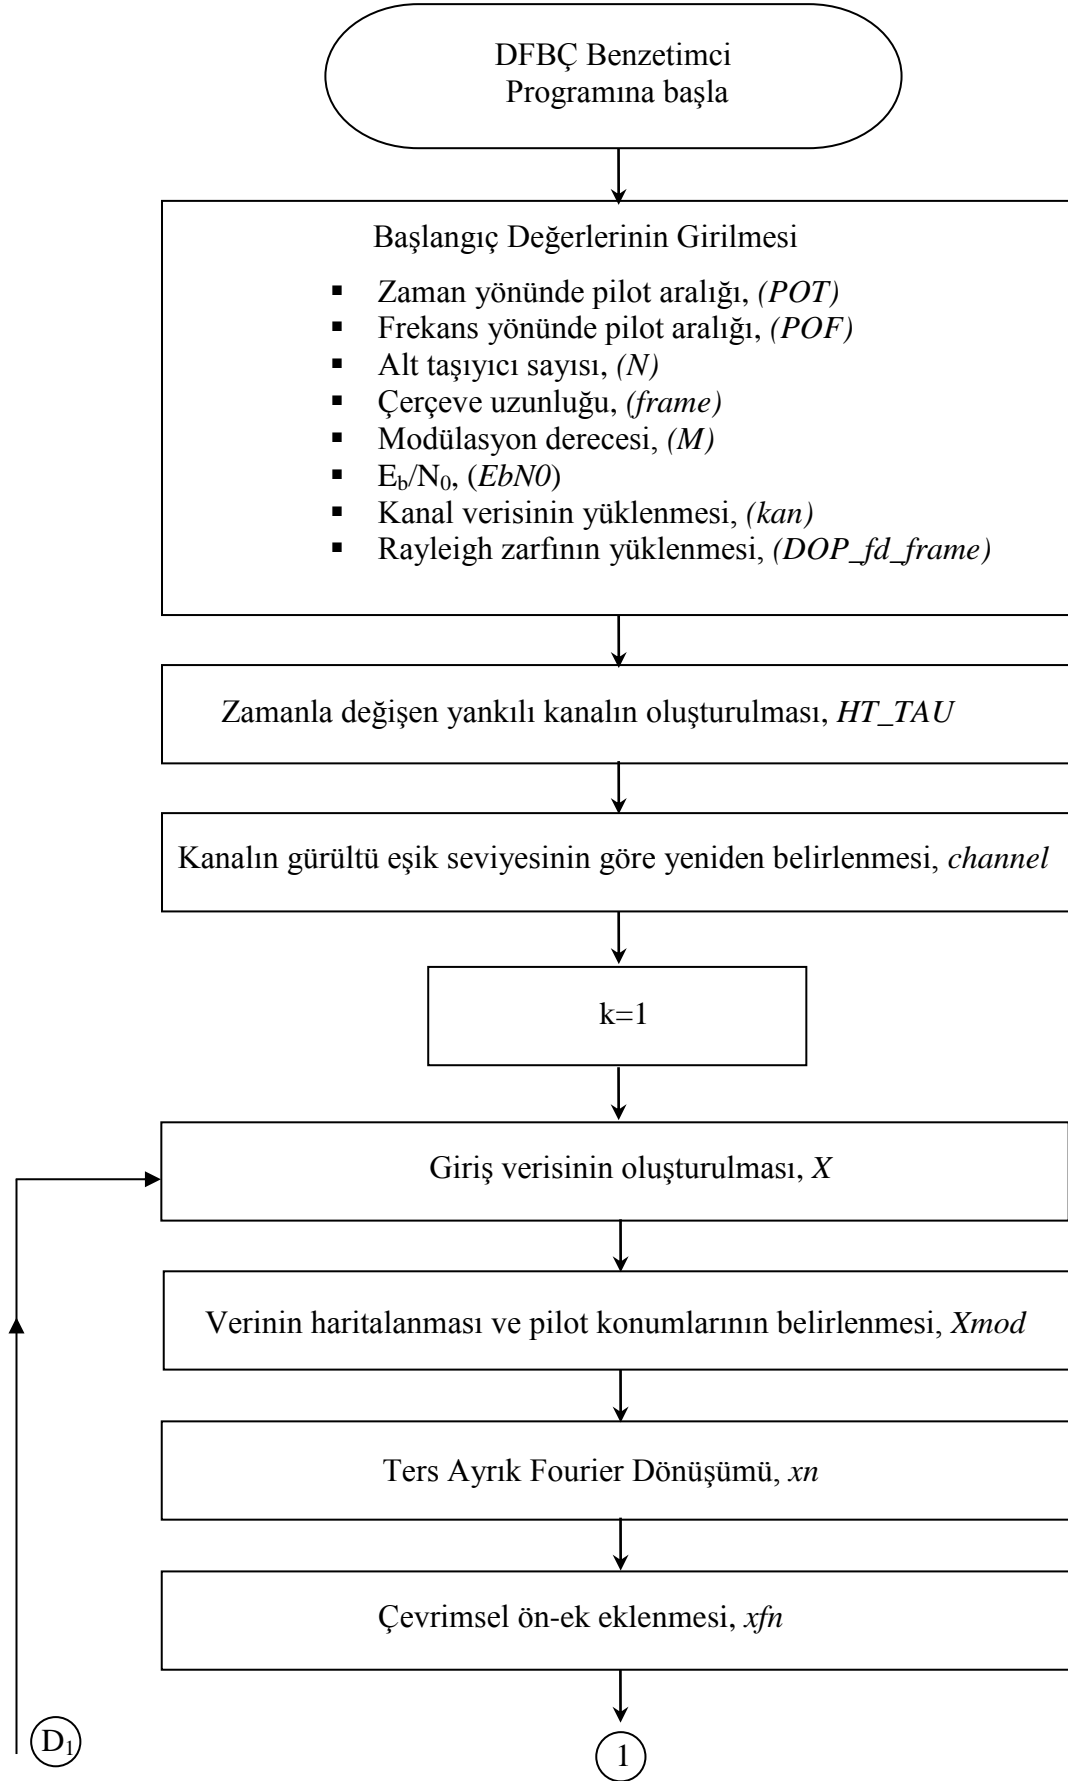 DFBÇ Benzetimci
Programına başla
Başlangıç Değerlerinin Girilmesi
▪ Zaman yönünde pilot aralığı, (POT)
▪ Frekans yönünde pilot aralığı, (POF)
▪ Alt taşıyıcı sayısı, (N)
▪ Çerçeve uzunluğu, (frame)
▪ Modülasyon derecesi, (M)
▪ E_b/N_0, (EbN0)
▪ Kanal verisinin yüklenmesi, (kan)
▪ Rayleigh zarfının yüklenmesi, (DOP_fd_frame)
Zamanla değişen yankılı kanalın oluşturulması, HT_TAU
Kanalın gürültü eşik seviyesinin göre yeniden belirlenmesi, channel
k=1
Giriş verisinin oluşturulması, X
Verinin haritalanması ve pilot konumlarının belirlenmesi, Xmod
Ters Ayrık Fourier Dönüşümü, xn
Çevrimsel ön-ek eklenmesi, xfn
D_1
1